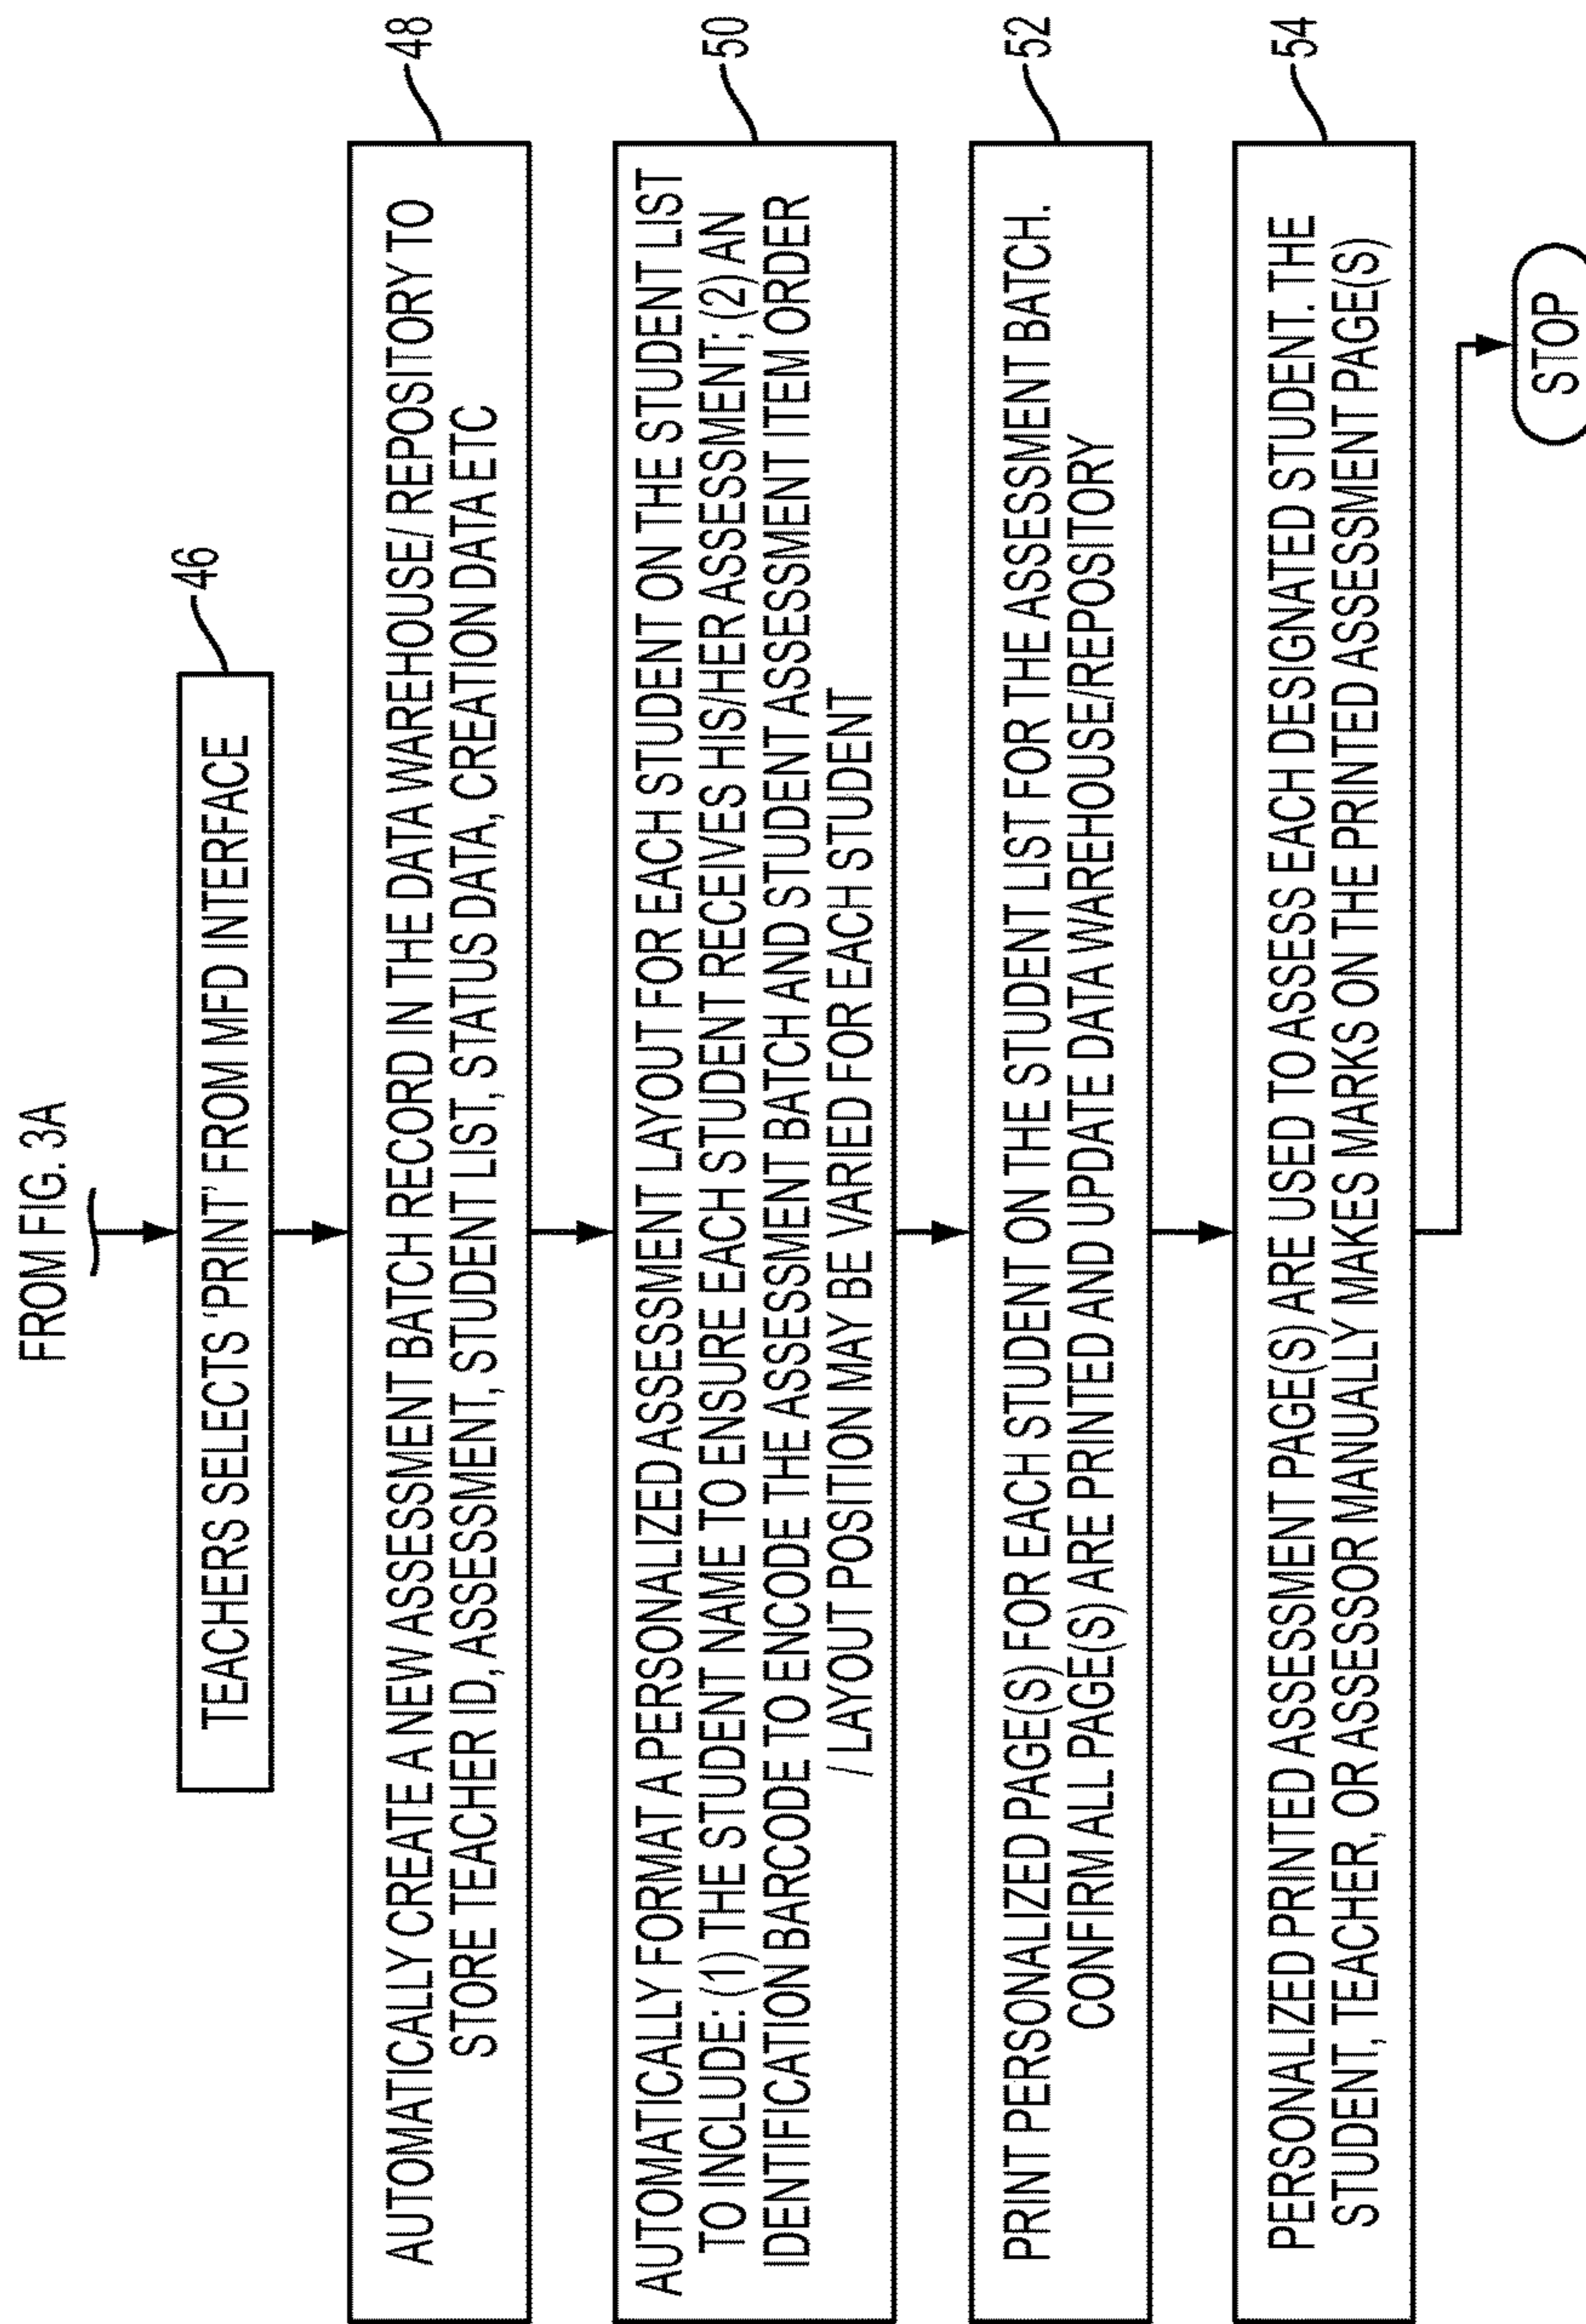 FROM FIG. 3A
46
TEACHERS SELECTS 'PRINT' FROM MFD INTERFACE
48
AUTOMATICALLY CREATE A NEW ASSESSMENT BATCH RECORD IN THE DATA WAREHOUSE/ REPOSITORY TO
STORE TEACHER ID, ASSESSMENT, STUDENT LIST, STATUS DATA, CREATION DATA ETC
50
AUTOMATICALLY FORMAT A PERSONALIZED ASSESSMENT LAYOUT FOR EACH STUDENT ON THE STUDENT LIST
TO INCLUDE: (1) THE STUDENT NAME TO ENSURE EACH STUDENT RECEIVES HIS/HER ASSESSMENT; (2) AN
IDENTIFICATION BARCODE TO ENCODE THE ASSESSMENT BATCH AND STUDENT ASSESSMENT ITEM ORDER
/ LAYOUT POSITION MAY BE VARIED FOR EACH STUDENT
52
PRINT PERSONALIZED PAGE(S) FOR EACH STUDENT ON THE STUDENT LIST FOR THE ASSESSMENT BATCH.
CONFIRM ALL PAGE(S) ARE PRINTED AND UPDATE DATA WAREHOUSE/REPOSITORY
54
PERSONALIZED PRINTED ASSESSMENT PAGE(S) ARE USED TO ASSESS EACH DESIGNATED STUDENT. THE
STUDENT, TEACHER, OR ASSESSOR MANUALLY MAKES MARKS ON THE PRINTED ASSESSMENT PAGE(S)
STOP